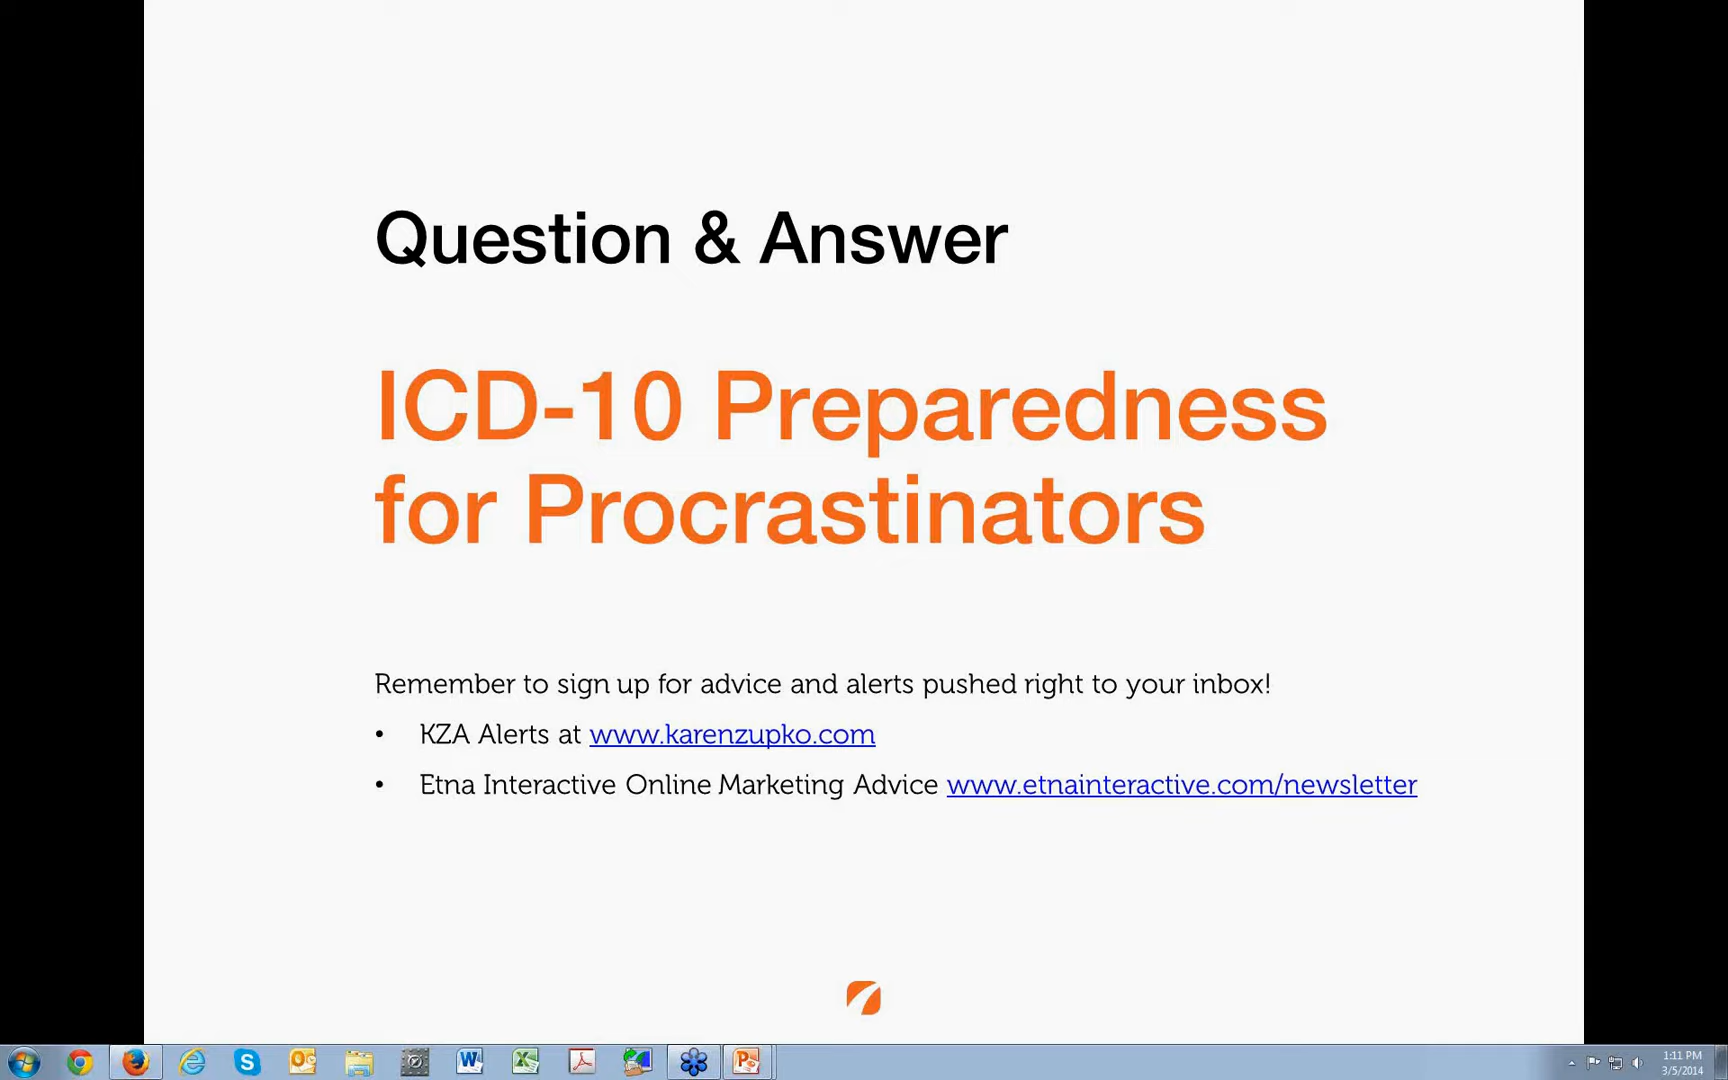 Question & Answer
ICD-10 Preparedness
for Procrastinators
Remember to sign up for advice and alerts pushed right to your inbox!
• KZA Alerts at www.karenzupko.com
• Etna Interactive Online Marketing Advice www.etnainteractive.com/newsletter
1:11 PM
3/5/2014